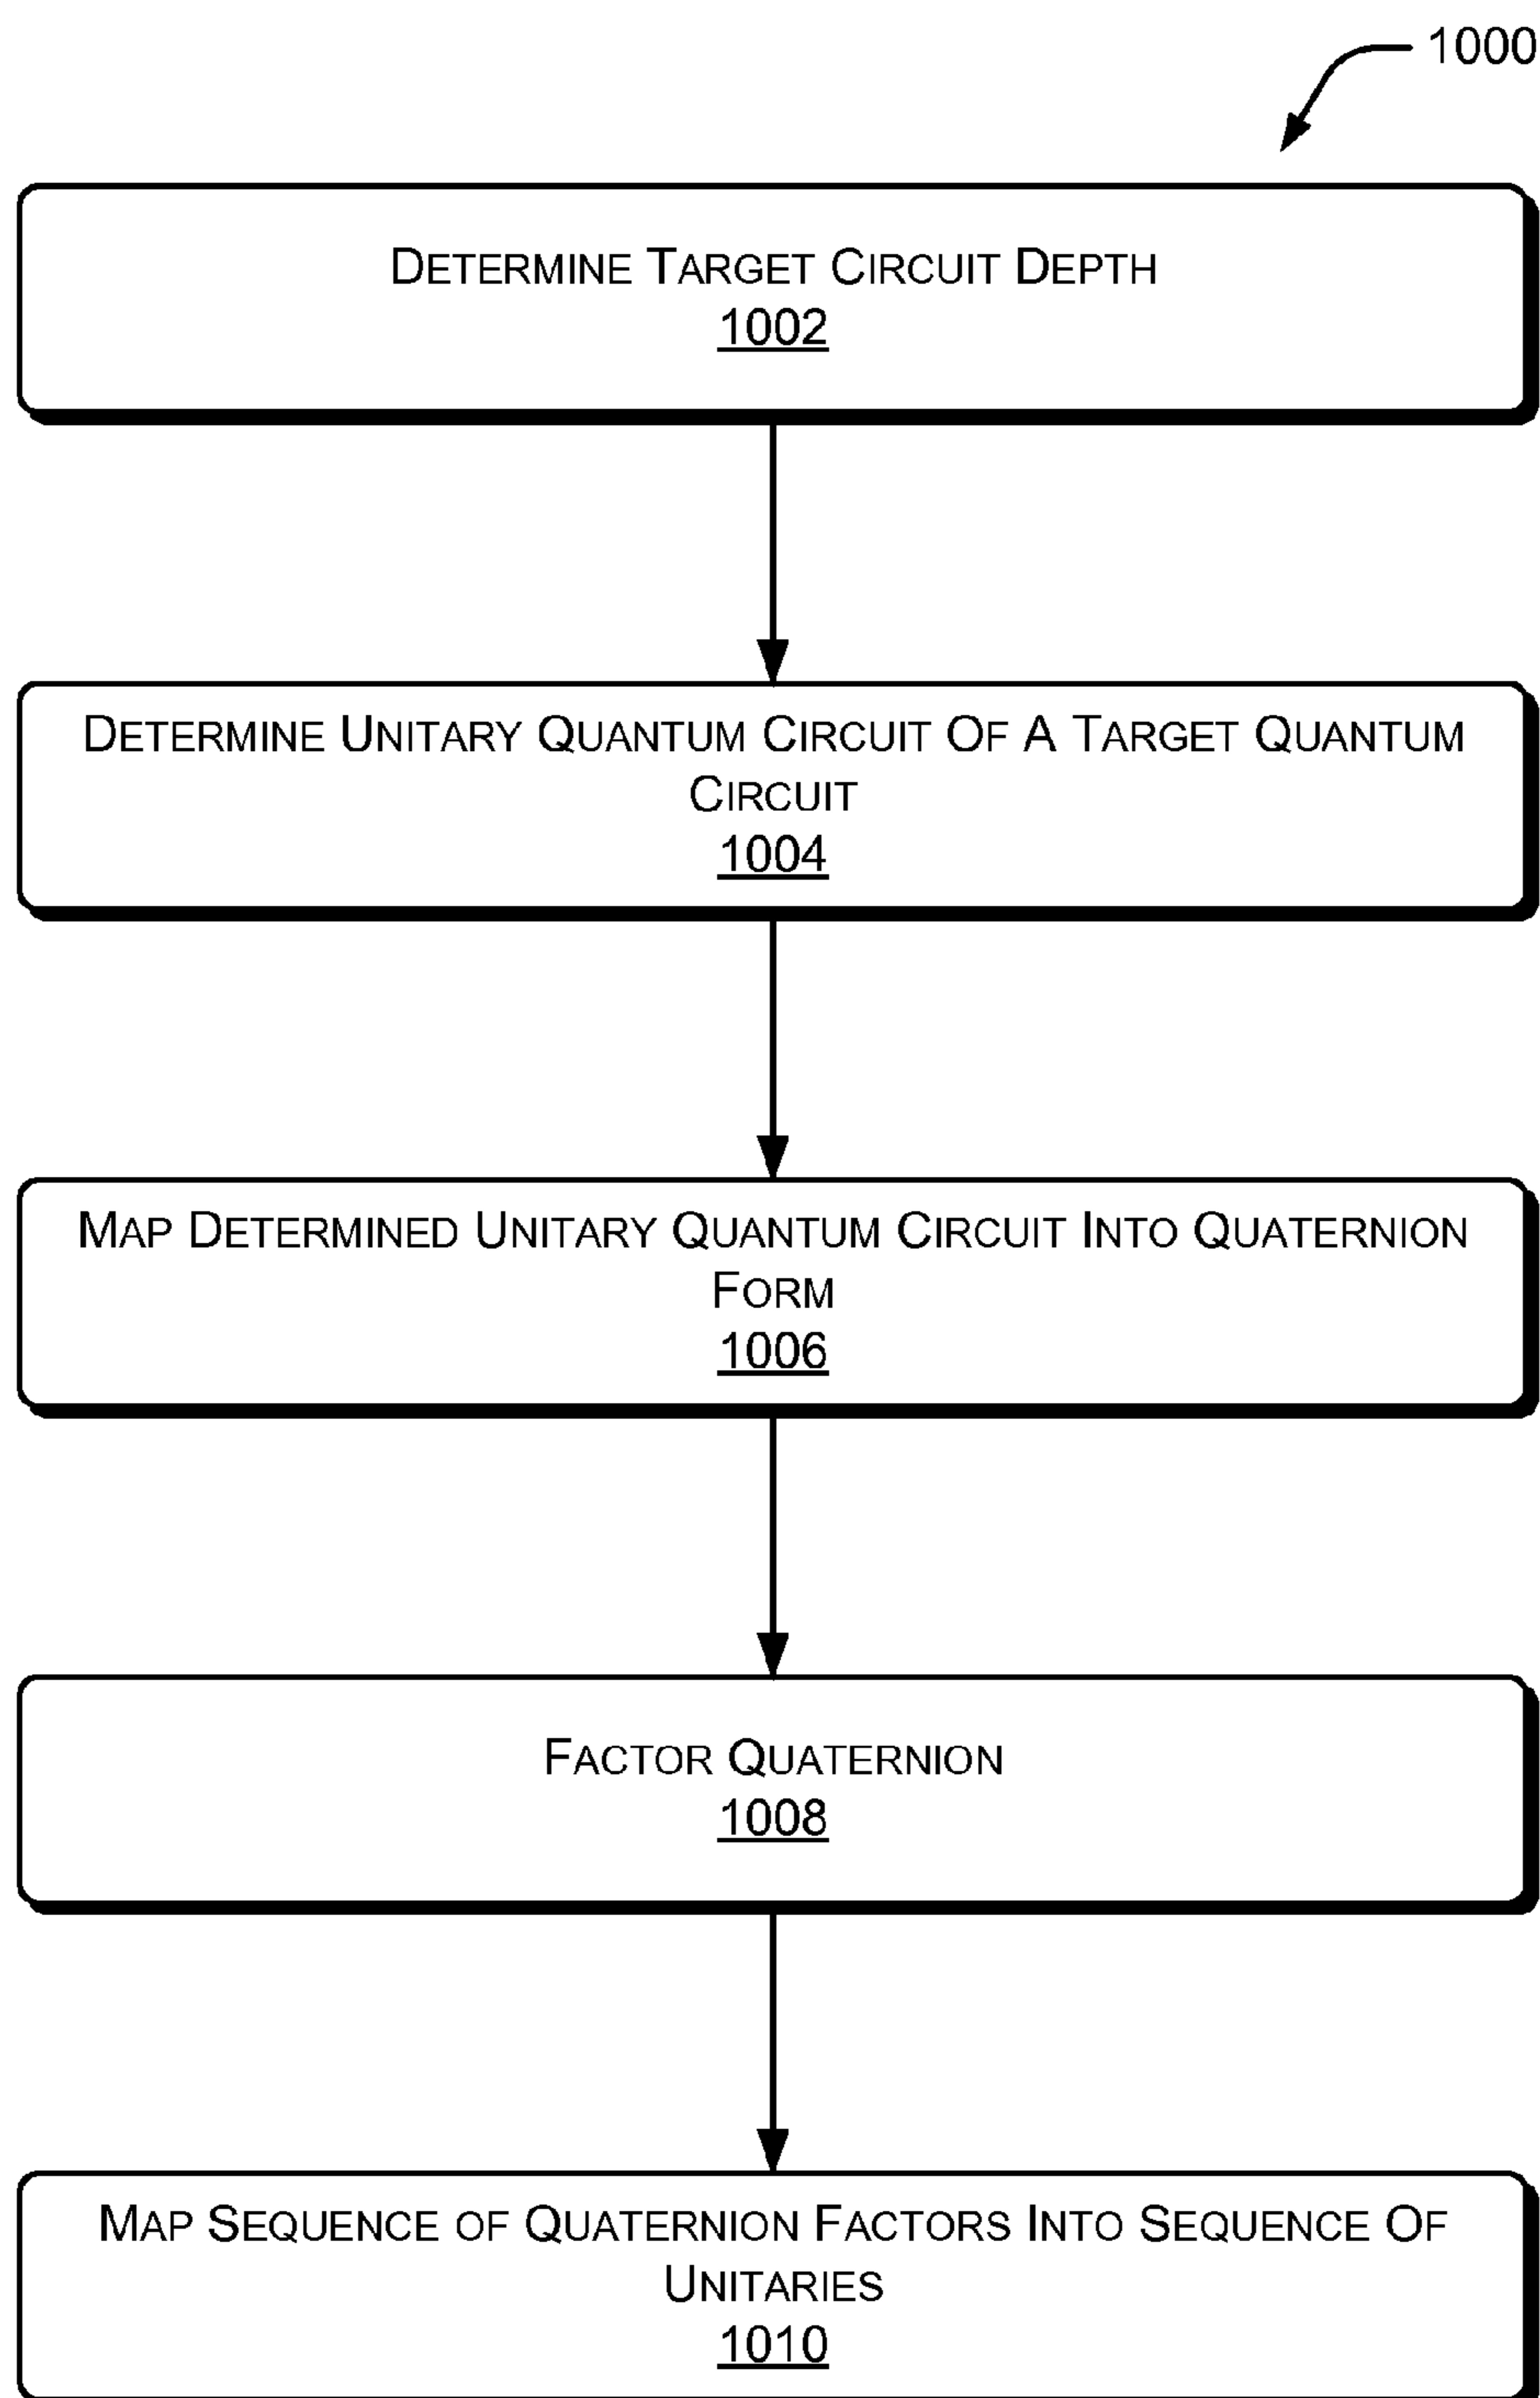 1000
DETERMINE TARGET CIRCUIT DEPTH
1002
DETERMINE UNITARY QUANTUM CIRCUIT OF A TARGET QUANTUM
CIRCUIT
1004
MAP DETERMINED UNITARY QUANTUM CIRCUIT INTO QUATERNION
FORM
1006
FACTOR QUATERNION
1008
MAP SEQUENCE OF QUATERNION FACTORS INTO SEQUENCE OF
UNITARIES
1010